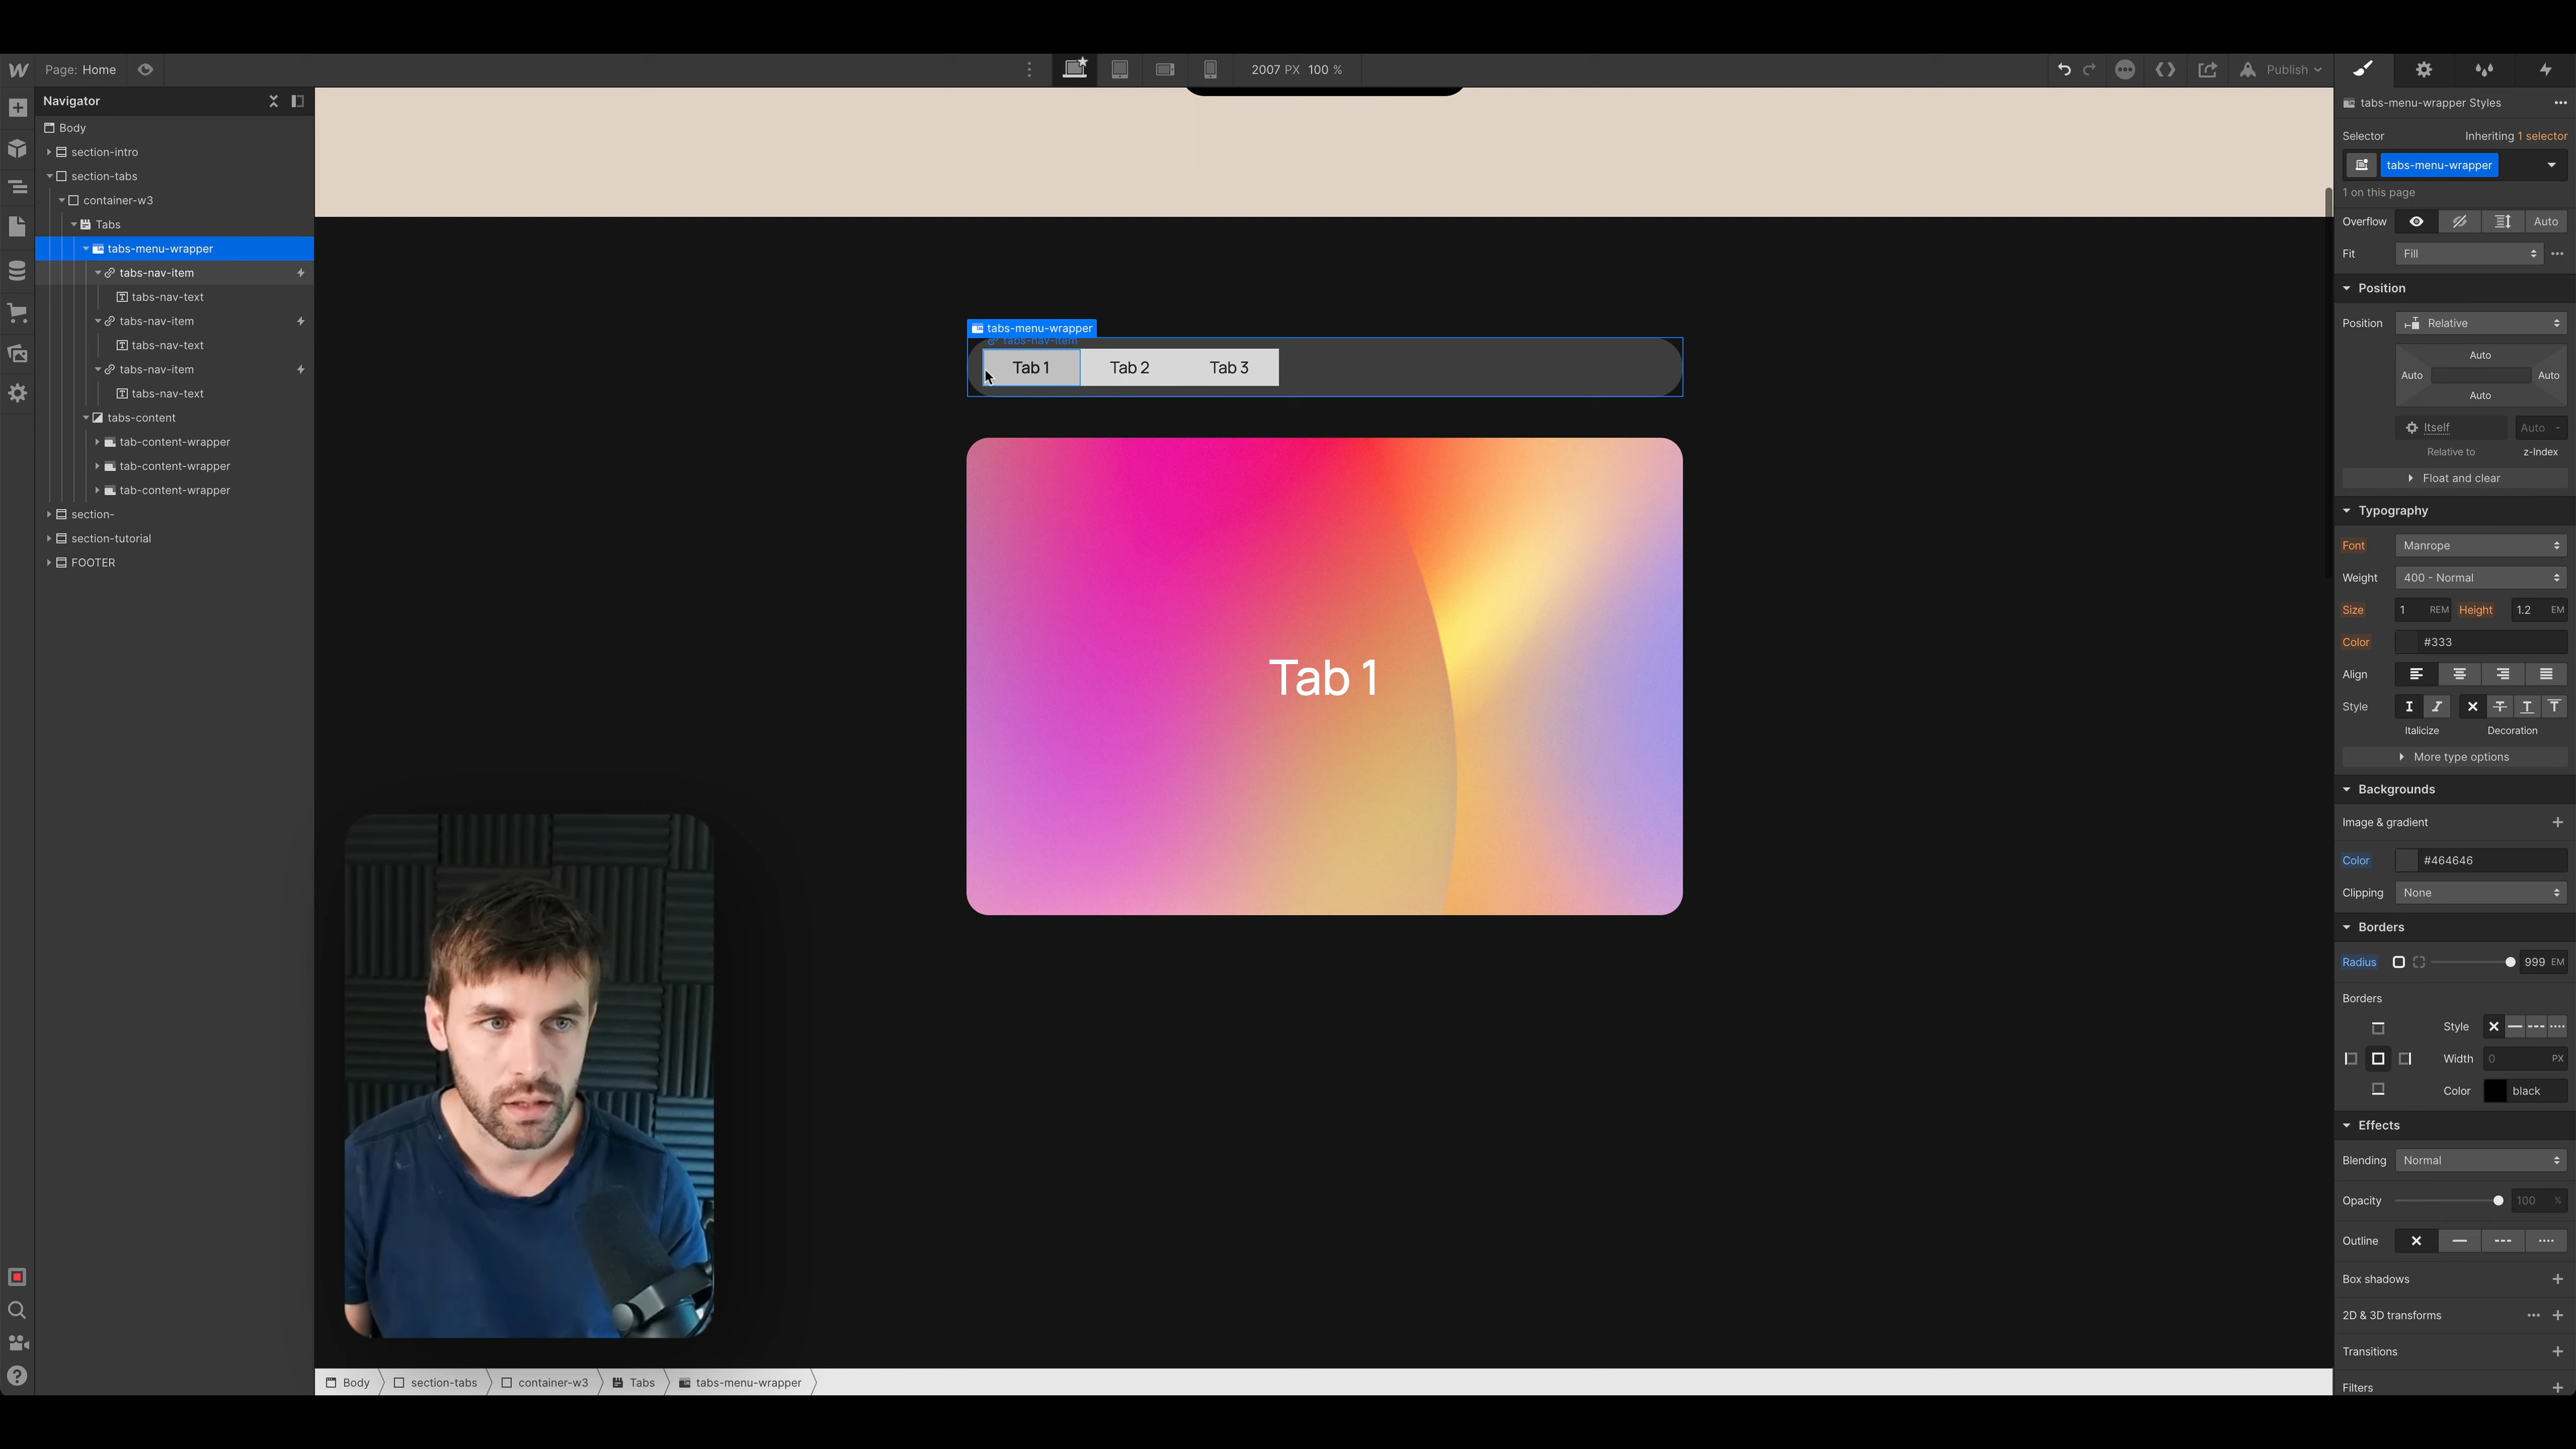 Page: Home
2007 PX 100 %
Publish
Navigator
Body
section-intro
section-tabs
container-w3
Tabs
tabs-menu-wrapper
tabs-nav-item
tabs-nav-text
tabs-nav-item
tabs-nav-text
tabs-nav-item
tabs-nav-text
tabs-content
tab-content-wrapper
tab-content-wrapper
tab-content-wrapper
section-
section-tutorial
FOOTER
tabs-menu-wrapper
tabs-nav-item
Tab 1 Tab 2 Tab 3
Tab 1
Body section-tabs container-w3 Tabs tabs-menu-wrapper
tabs-menu-wrapper Styles
Selector Inheriting 1 selector
tabs-menu-wrapper
1 on this page
Overflow Auto
Fit Fill
Position
Position Relative
Auto
Auto Auto
Auto
Itself Auto -
Relative to z-Index
Float and clear
Typography
Font Manrope
Weight 400 - Normal
Size 1 REM Height 1.2 EM
Color #333
Align
Style
Italicize Decoration
More type options
Backgrounds
Image & gradient
Color #464646
Clipping None
Borders
Radius 999 EM
Borders
Style
Width 0 PX
Color black
Effects
Blending Normal
Opacity 100 %
Outline
Box shadows
2D & 3D transforms
Transitions
Filters